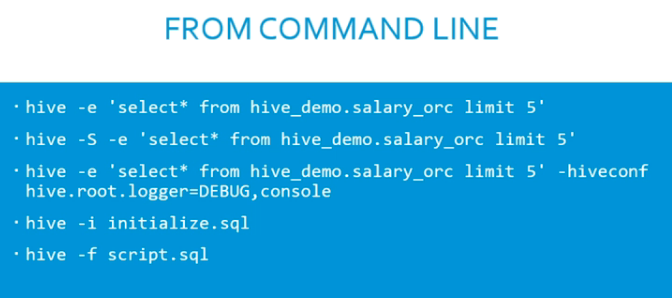 FROM COMMAND LINE
· hive -e 'select* from hive_demo.salary_orc limit 5'
· hive -S -e 'select* from hive_demo.salary_orc limit 5'
· hive -e 'select* from hive_demo.salary_orc limit 5' -hiveconf
hive.root.logger=DEBUG,console
· hive -i initialize.sql
· hive -f script.sql